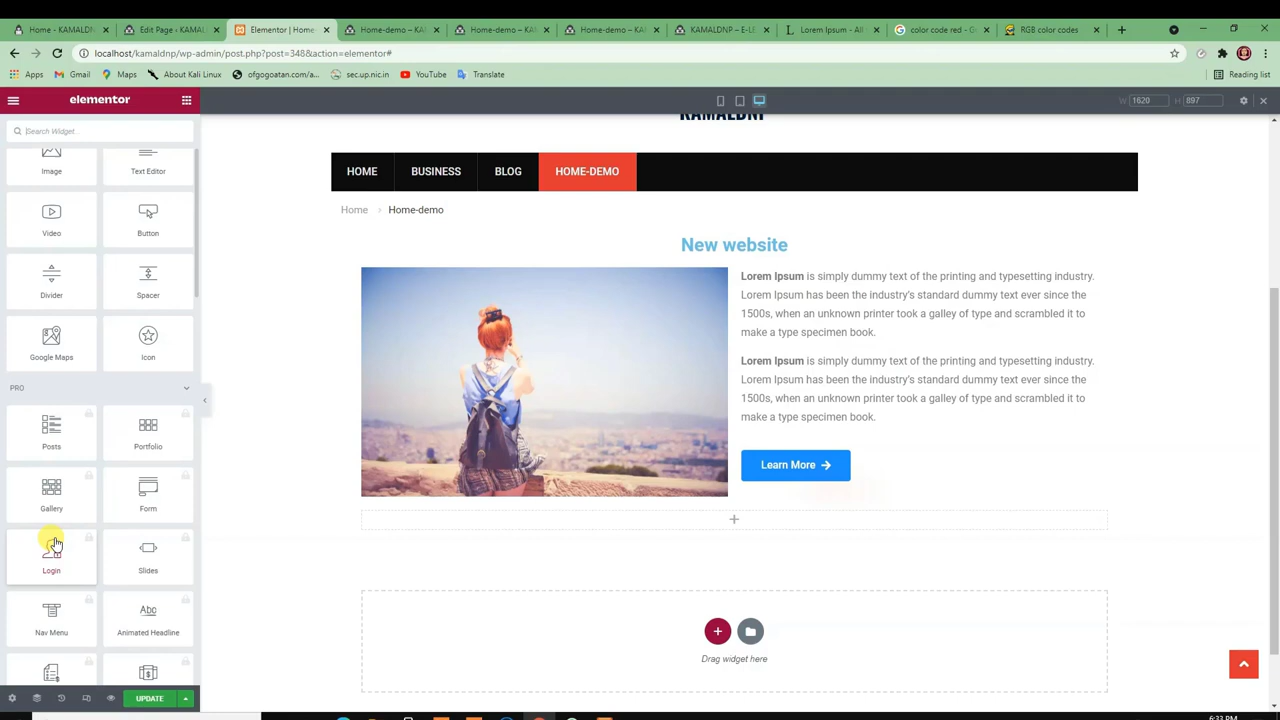 Home - KAMALDN
Edit Page ‹ KAMAL
Elementor | Home
Home-demo – KA
Home-demo – KA
Home-demo – KA
KAMALDNP – E-LE
Lorem Ipsum - All
color code red - G
RGB color codes
localhost/kamaldnp/wp-admin/post.php?post=348&action=elementor#
Apps
Gmail
Maps
About Kali Linux
ofgogoatan.com/a...
sec.up.nic.in
YouTube
Translate
Reading list
elementor
W 1620
H 897
KAMALDNP
Search Widget...
Image
Text Editor
Video
Button
Divider
Spacer
Google Maps
Icon
PRO
Posts
Portfolio
Gallery
Form
Login
Slides
Nav Menu
Abc
Animated Headline
UPDATE
HOME
BUSINESS
BLOG
HOME-DEMO
Home > Home-demo
New website
Lorem Ipsum is simply dummy text of the printing and typesetting industry.
Lorem Ipsum has been the industry's standard dummy text ever since the
1500s, when an unknown printer took a galley of type and scrambled it to
make a type specimen book.
Lorem Ipsum is simply dummy text of the printing and typesetting industry.
Lorem Ipsum has been the industry's standard dummy text ever since the
1500s, when an unknown printer took a galley of type and scrambled it to
make a type specimen book.
Learn More
Drag widget here
6:33 PM